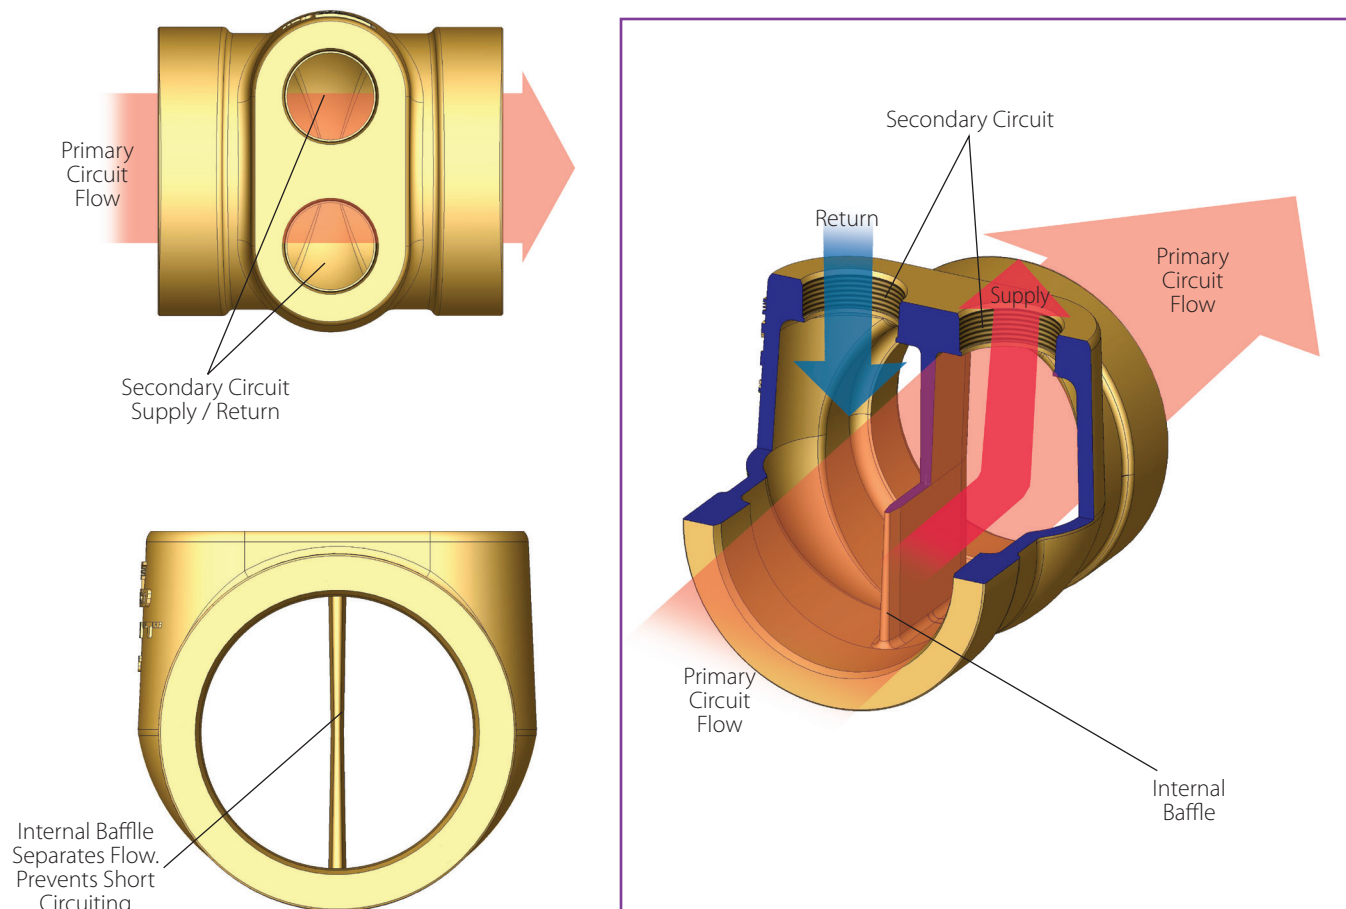 Primary
Circuit
Flow
Secondary Circuit
Supply / Return
Internal Bafflle
Separates Flow.
Prevents Short
Circuiting
Secondary Circuit
Return
Supply
Primary
Circuit
Flow
Primary
Circuit
Flow
Internal
Baffle